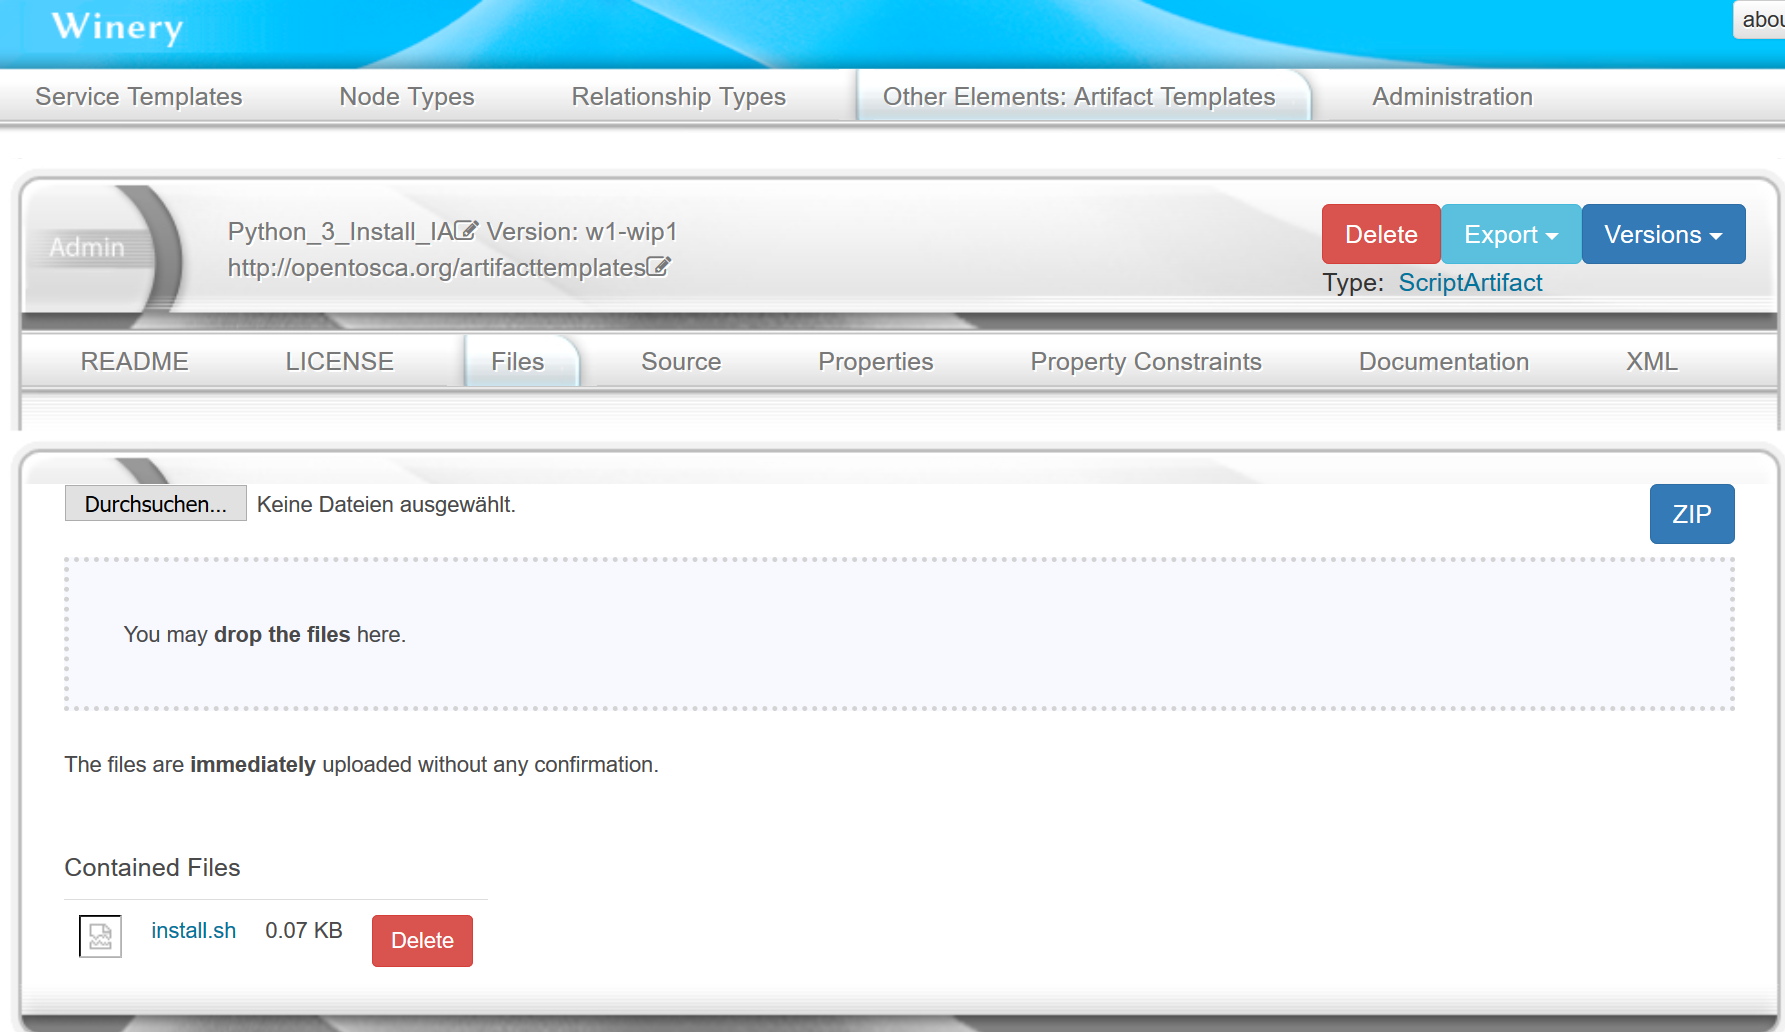 Winery
abou
Service Templates Node Types Relationship Types Other Elements: Artifact Templates Administration
Admin
Python_3_Install_IA Version: w1-wip1
http://opentosca.org/artifacttemplates
Delete Export Versions
Type: ScriptArtifact
README LICENSE Files Source Properties Property Constraints Documentation XML
Durchsuchen... Keine Dateien ausgewählt.
ZIP
You may drop the files here.
The files are immediately uploaded without any confirmation.
Contained Files
install.sh 0.07 KB Delete